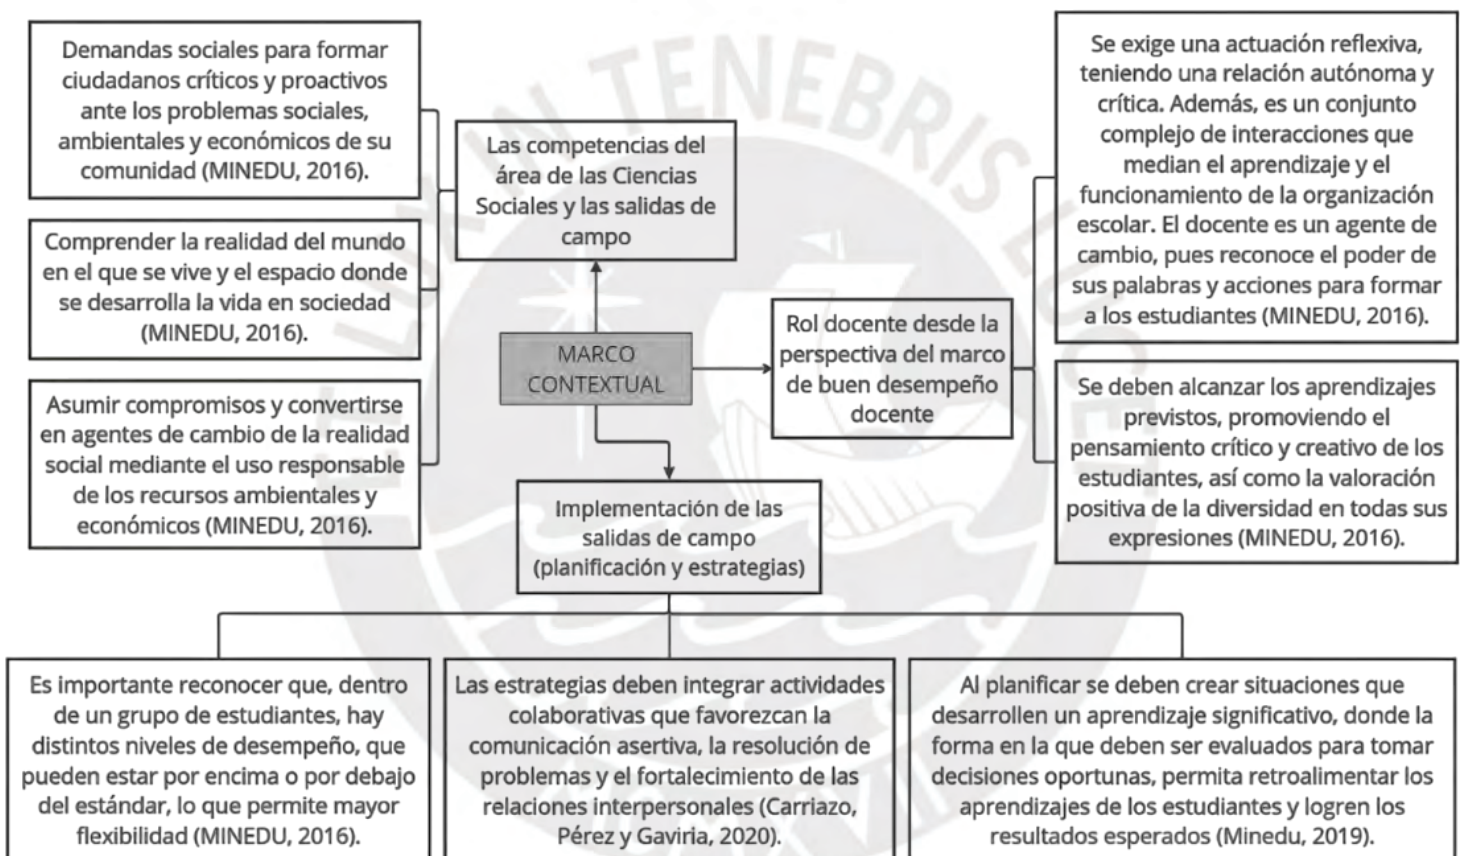 Demandas sociales para formar
ciudadanos críticos y proactivos
ante los problemas sociales,
ambientales y económicos de su
comunidad (MINEDU, 2016).
Comprender la realidad del mundo
en el que se vive y el espacio donde
se desarrolla la vida en sociedad
(MINEDU, 2016).
Asumir compromisos y convertirse
en agentes de cambio de la realidad
social mediante el uso responsable
de los recursos ambientales y
económicos (MINEDU, 2016).
Las competencias del
área de las Ciencias
Sociales y las salidas de
campo
MARCO
CONTEXTUAL
Rol docente desde la
perspectiva del marco
de buen desempeño
docente
Se exige una actuación reflexiva,
teniendo una relación autónoma y
crítica. Además, es un conjunto
complejo de interacciones que
median el aprendizaje y el
funcionamiento de la organización
escolar. El docente es un agente de
cambio, pues reconoce el poder de
sus palabras y acciones para formar
a los estudiantes (MINEDU, 2016).
Se deben alcanzar los aprendizajes
previstos, promoviendo el
pensamiento crítico y creativo de los
estudiantes, así como la valoración
positiva de la diversidad en todas sus
expresiones (MINEDU, 2016).
Implementación de las
salidas de campo
(planificación y estrategias)
Es importante reconocer que, dentro
de un grupo de estudiantes, hay
distintos niveles de desempeño, que
pueden estar por encima o por debajo
del estándar, lo que permite mayor
flexibilidad (MINEDU, 2016).
Las estrategias deben integrar actividades
colaborativas que favorezcan la
comunicación asertiva, la resolución de
problemas y el fortalecimiento de las
relaciones interpersonales (Carriazo,
Pérez y Gaviria, 2020).
Al planificar se deben crear situaciones que
desarrollen un aprendizaje significativo, donde la
forma en la que deben ser evaluados para tomar
decisiones oportunas, permita retroalimentar los
aprendizajes de los estudiantes y logren los
resultados esperados (Minedu, 2019).
ET LUX IN TENEBRIS LUCET